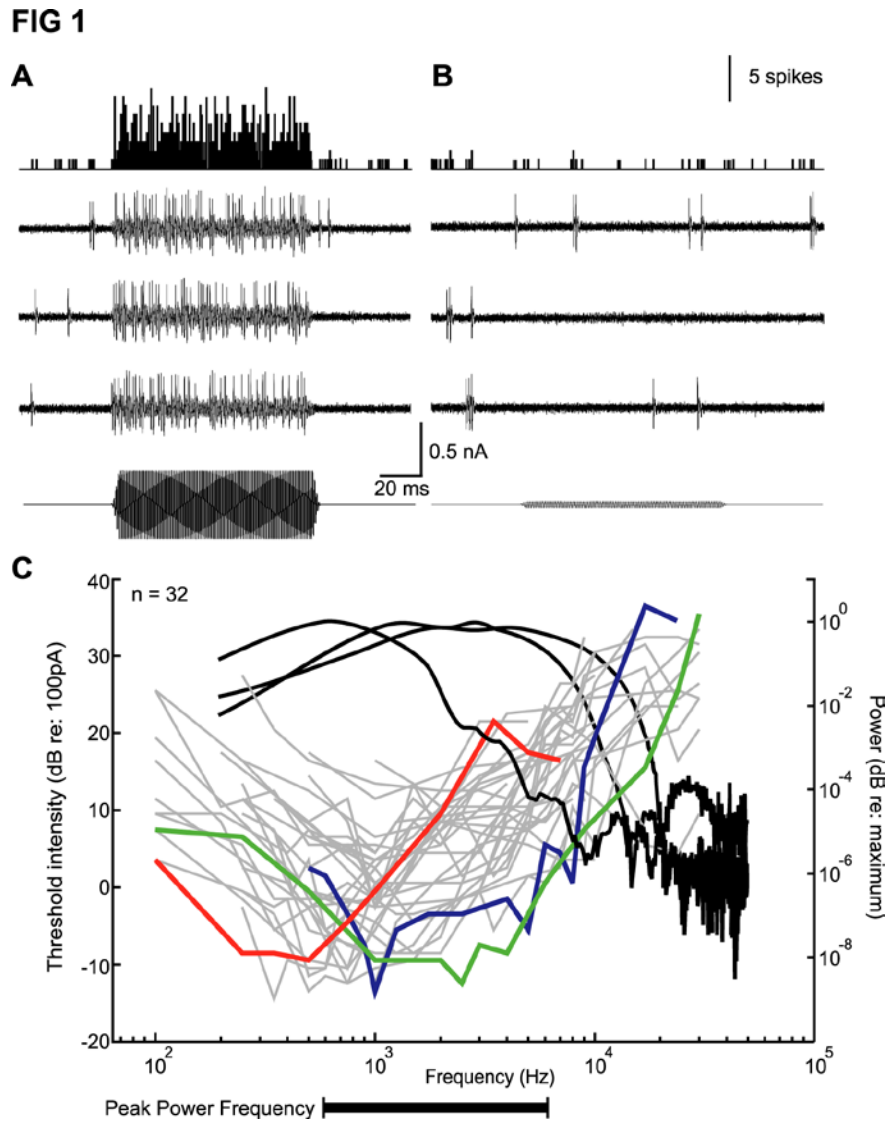 FIG 1
A
B
5 spikes
0.5 nA
20 ms
C
n = 32
Threshold intensity (dB re: 100pA)
40
30
20
10
0
-10
-20
10^0
10^-2
10^-4
10^-6
10^-8
Power (dB re: maximum)
10^2
10^3
10^4
10^5
Frequency (Hz)
Peak Power Frequency